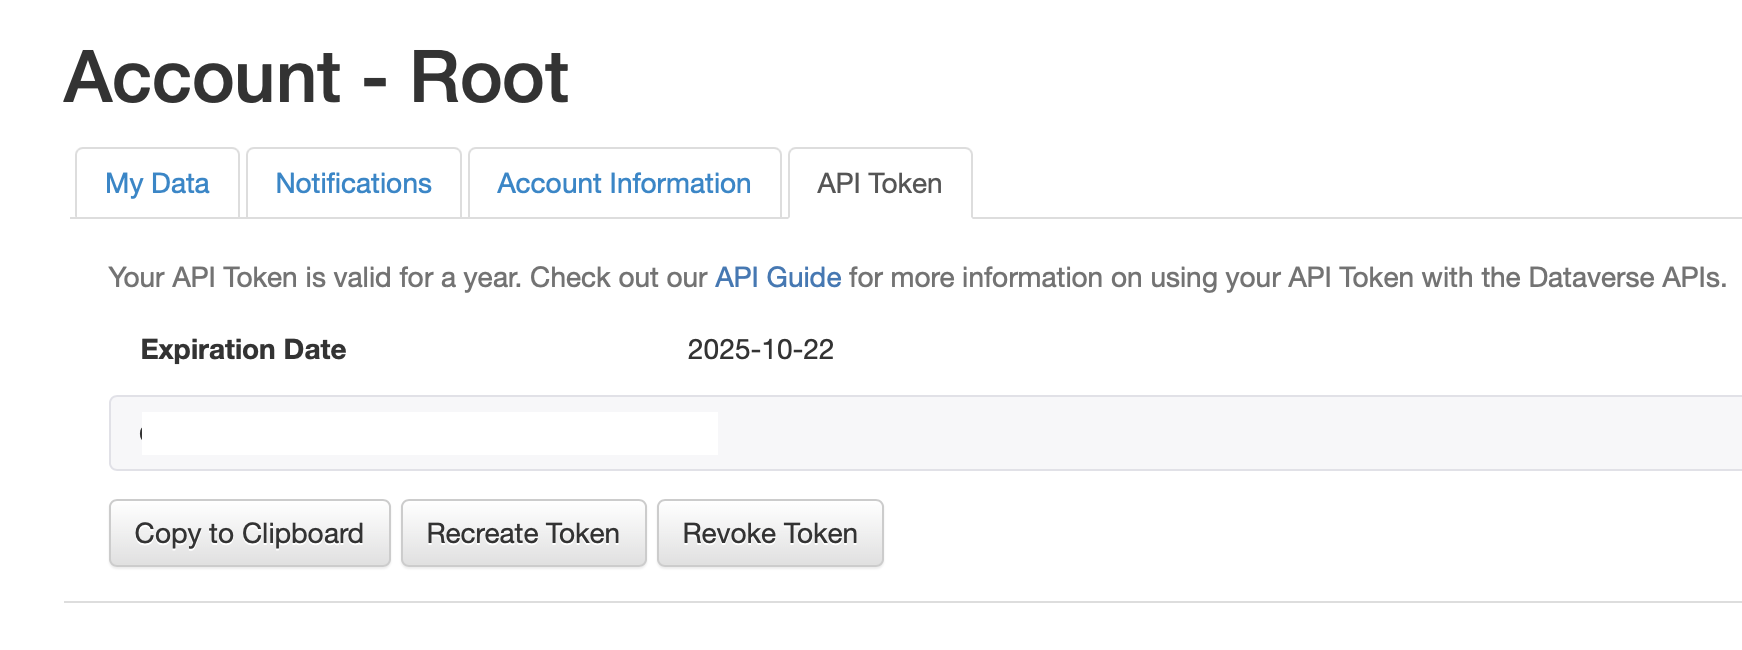 Account - Root
My Data
Notifications
Account Information
API Token
Your API Token is valid for a year. Check out our API Guide for more information on using your API Token with the Dataverse APIs.
Expiration Date 2025-10-22
Copy to Clipboard
Recreate Token
Revoke Token